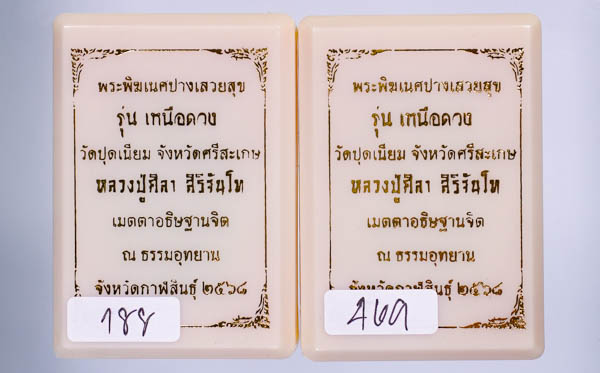 พระพิฆเนศปางเสวยสุข
รุ่น เหนือดวง
วัดปุดเนียม จังหวัดศรีสะเกษ
หลวงปู่ศิลา สิริจันโท
เมตตาอธิษฐานจิต
ณ ธรรมอุทยาน
จังหวัดกาฬสินธุ์ ๒๕๖๘
188
พระพิฆเนศปางเสวยสุข
รุ่น เหนือดวง
วัดปุดเนียม จังหวัดศรีสะเกษ
หลวงปู่ศิลา สิริจันโท
เมตตาอธิษฐานจิต
ณ ธรรมอุทยาน
จังหวัดกาฬสินธุ์ ๒๕๖๘